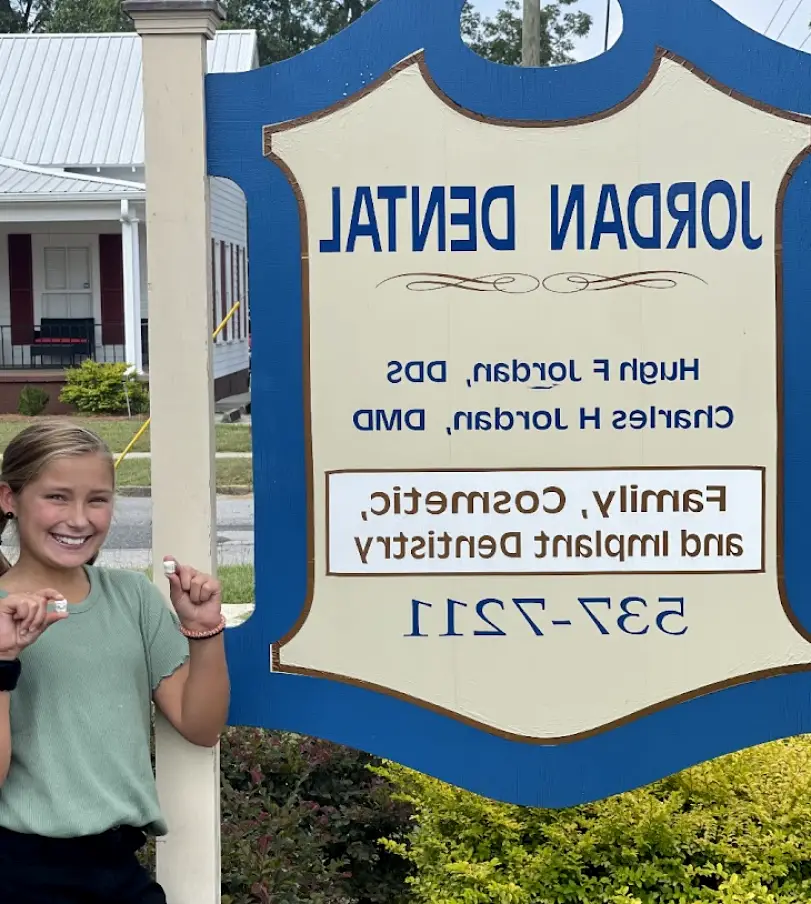 JORDAN DENTAL
Hugh F Jordan, DDS
Charles H Jordan, DMD
Family, Cosmetic,
and Implant Dentistry
537-7211